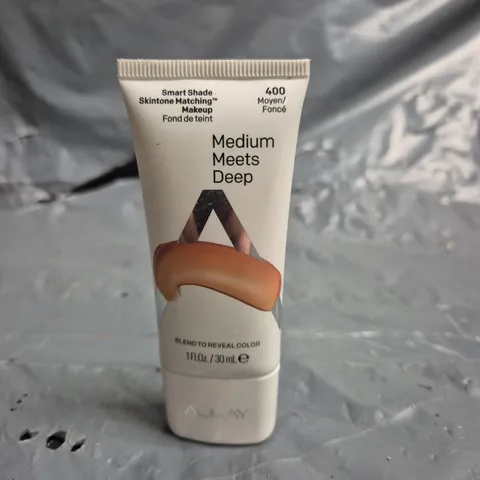 Smart Shade
Skintone Matching™
Makeup
Fond de teint
400
Moyen/
Foncé
Medium
Meets
Deep
BLEND TO REVEAL COLOR
1 Fl.Oz. / 30 mL ℮
ALMAY